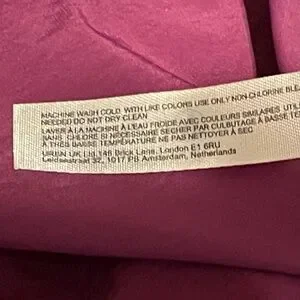 MACHINE WASH COLD, WITH LIKE COLORS USE ONLY NON-CHLORINE BLE
NEEDED DO NOT DRY CLEAN
LAVER À LA MACHINE À L'EAU FROIDE AVEC COULEURS SIMILAIRES UTIL
SANS CHLORE SI NÉCESSAIRE SÉCHER PAR CULBUTAGE À BASSE TE
À TRÈS BASSE TEMPÉRATURE NE PAS NETTOYER À SEC
URBN UK Ltd 146 Brick Lane, London E1 6RU
Leidsestraat 32, 1017 PB Amsterdam, Netherlands